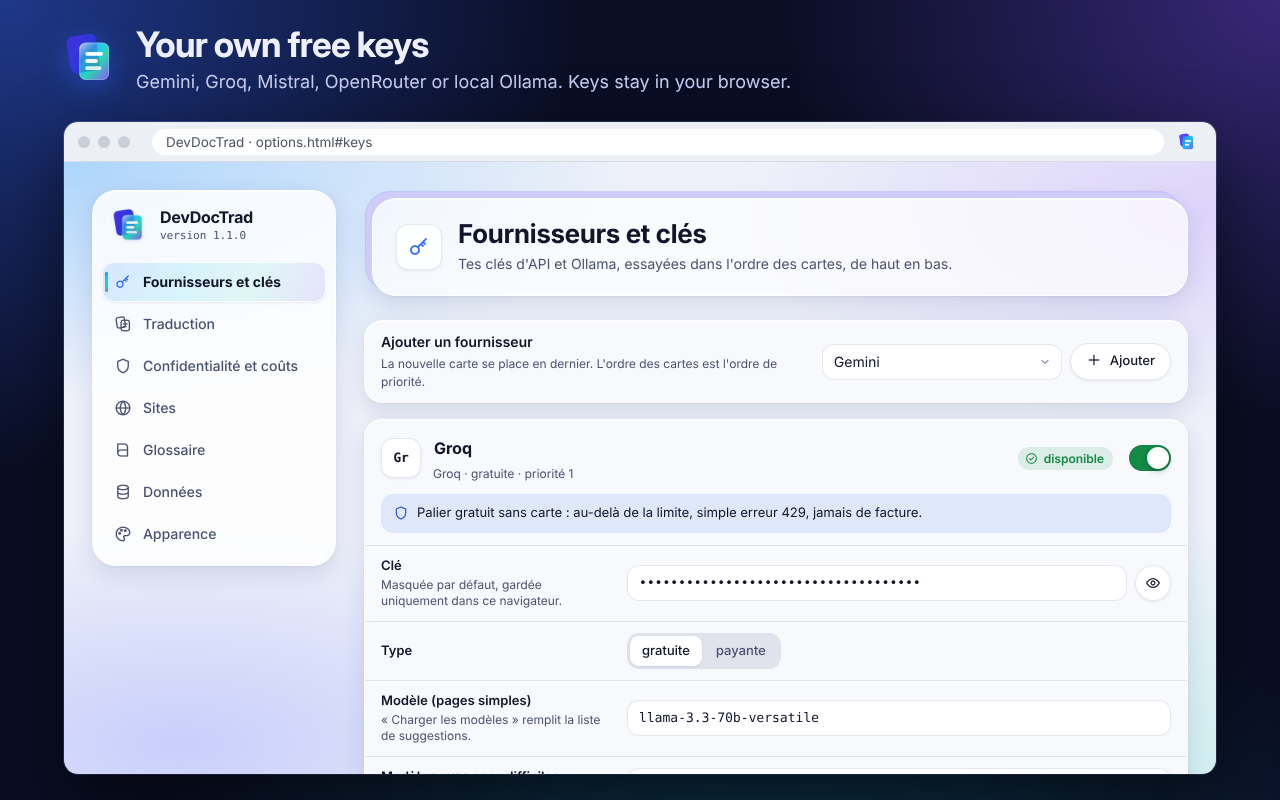 Your own free keys
Gemini, Groq, Mistral, OpenRouter or local Ollama. Keys stay in your browser.
DevDocTrad · options.html#keys
DevDocTrad
version 1.1.0
Fournisseurs et clés
Traduction
Confidentialité et coûts
Sites
Glossaire
Données
Apparence
Fournisseurs et clés
Tes clés d'API et Ollama, essayées dans l'ordre des cartes, de haut en bas.
Ajouter un fournisseur
La nouvelle carte se place en dernier. L'ordre des cartes est l'ordre de
priorité.
Gemini
Ajouter
Gr
Groq
Groq · gratuite · priorité 1
disponible
Palier gratuit sans carte : au-delà de la limite, simple erreur 429, jamais de facture.
Clé
Masquée par défaut, gardée
uniquement dans ce navigateur.
••••••••••••••••••••••••••••••••••••
Type
gratuite
payante
Modèle (pages simples)
« Charger les modèles » remplit la liste
de suggestions.
llama-3.3-70b-versatile